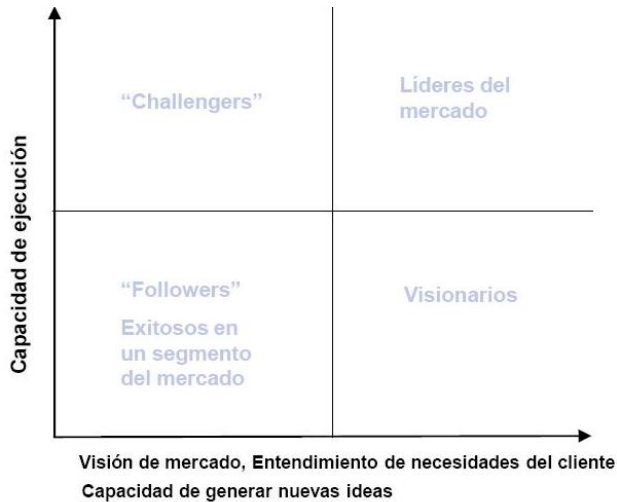 “Challengers”
Líderes del
mercado
Capacidad de ejecución
“Followers”
Exitosos en
un segmento
del mercado
Visionarios
Visión de mercado, Entendimiento de necesidades del cliente
Capacidad de generar nuevas ideas